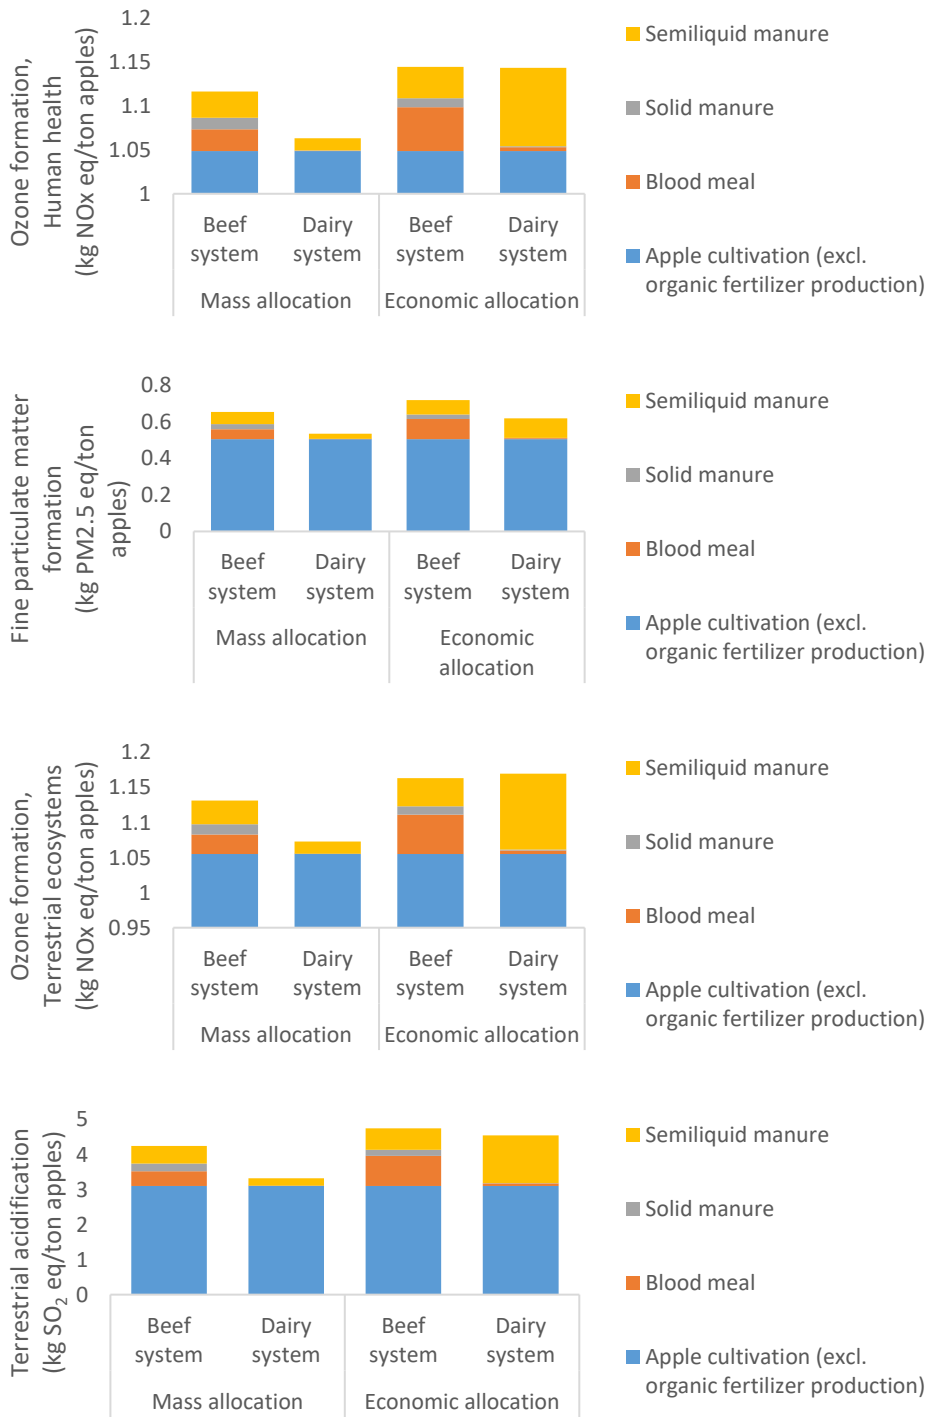 Ozone formation,
Human health
(kg NOx eq/ton apples)
1.2
1.15
1.1
1.05
1
Beef
system
Dairy
system
Beef
system
Dairy
system
Mass allocation
Economic allocation
Semiliquid manure
Solid manure
Blood meal
Apple cultivation (excl.
organic fertilizer production)
Fine particulate matter
formation
(kg PM2.5 eq/ton
apples)
0.8
0.6
0.4
0.2
0
Beef
system
Dairy
system
Beef
system
Dairy
system
Mass allocation
Economic
allocation
Semiliquid manure
Solid manure
Blood meal
Apple cultivation (excl.
organic fertilizer production)
Ozone formation,
Terrestrial ecosystems
(kg NOx eq/ton apples)
1.2
1.15
1.1
1.05
1
0.95
Beef
system
Dairy
system
Beef
system
Dairy
system
Mass allocation
Economic allocation
Semiliquid manure
Solid manure
Blood meal
Apple cultivation (excl.
organic fertilizer production)
Terrestrial acidification
(kg SO₂ eq/ton apples)
5
4
3
2
1
0
Beef
system
Dairy
system
Beef
system
Dairy
system
Mass allocation
Economic allocation
Semiliquid manure
Solid manure
Blood meal
Apple cultivation (excl.
organic fertilizer production)